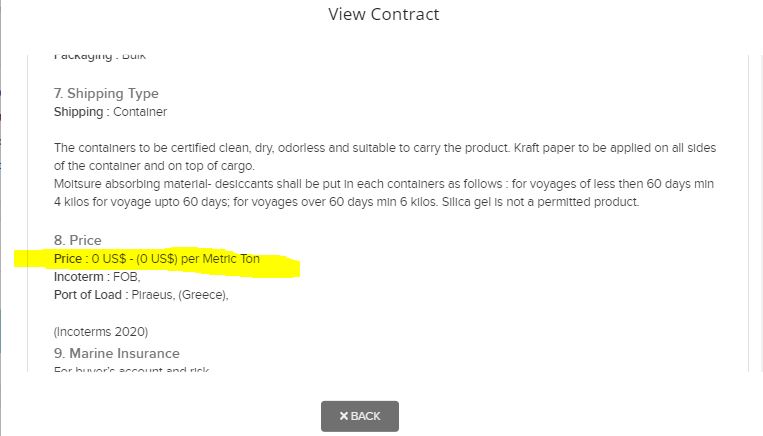 View Contract
Packaging : Bulk
7. Shipping Type
Shipping : Container
The containers to be certified clean, dry, odorless and suitable to carry the product. Kraft paper to be applied on all sides
of the container and on top of cargo.
Moitsure absorbing material- desiccants shall be put in each containers as follows : for voyages of less then 60 days min
4 kilos for voyage upto 60 days; for voyages over 60 days min 6 kilos. Silica gel is not a permitted product.
8. Price
Price : 0 US$ - (0 US$) per Metric Ton
Incoterm : FOB,
Port of Load : Piraeus, (Greece),
(Incoterms 2020)
9. Marine Insurance
For buyer's account and risk
✕ BACK